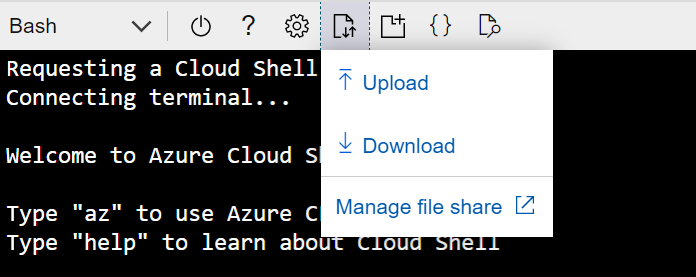 Bash
?
{ }
Requesting a Cloud Shell
Connecting terminal...
Upload
Download
Welcome to Azure Cloud
Manage file share
Type "az" to use Azure
Type "help" to learn about Cloud Shell